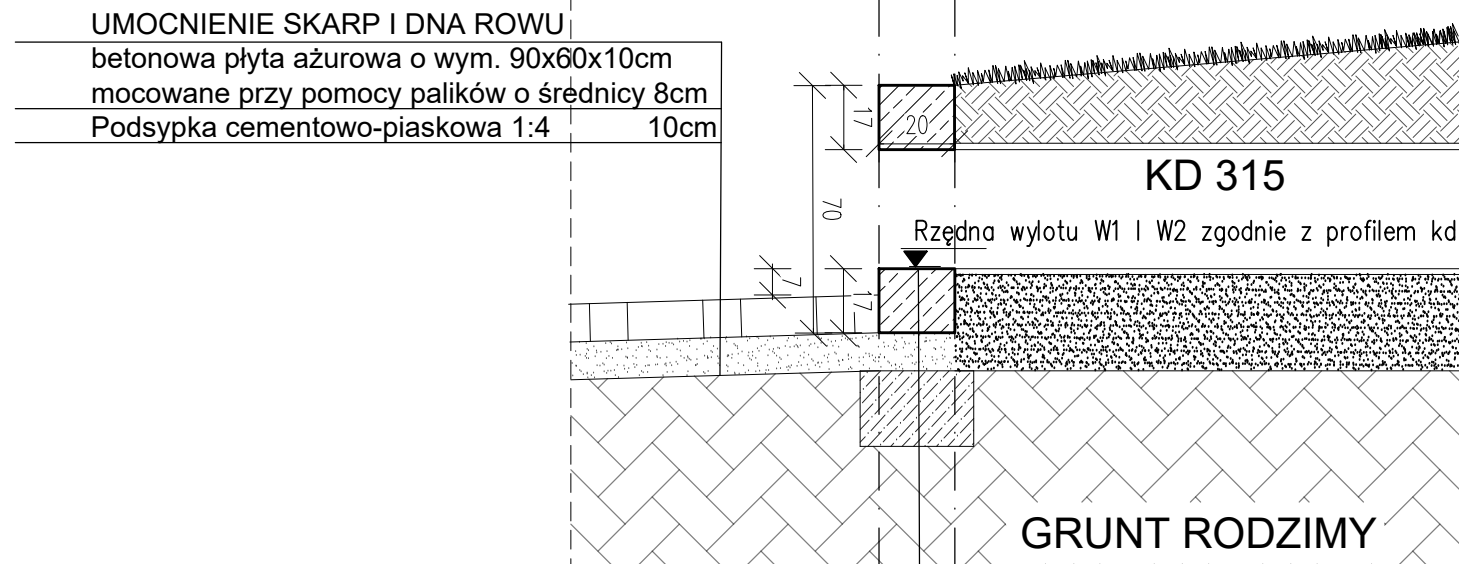 UMOCNIENIE SKARP I DNA ROWU
betonowa płyta ażurowa o wym. 90x60x10cm
mocowane przy pomocy palików o średnicy 8cm
Podsypka cementowo-piaskowa 1:4 10cm
17
20
KD 315
70
Rzędna wylotu W1 I W2 zgodnie z profilem kd
7
17
GRUNT RODZIMY